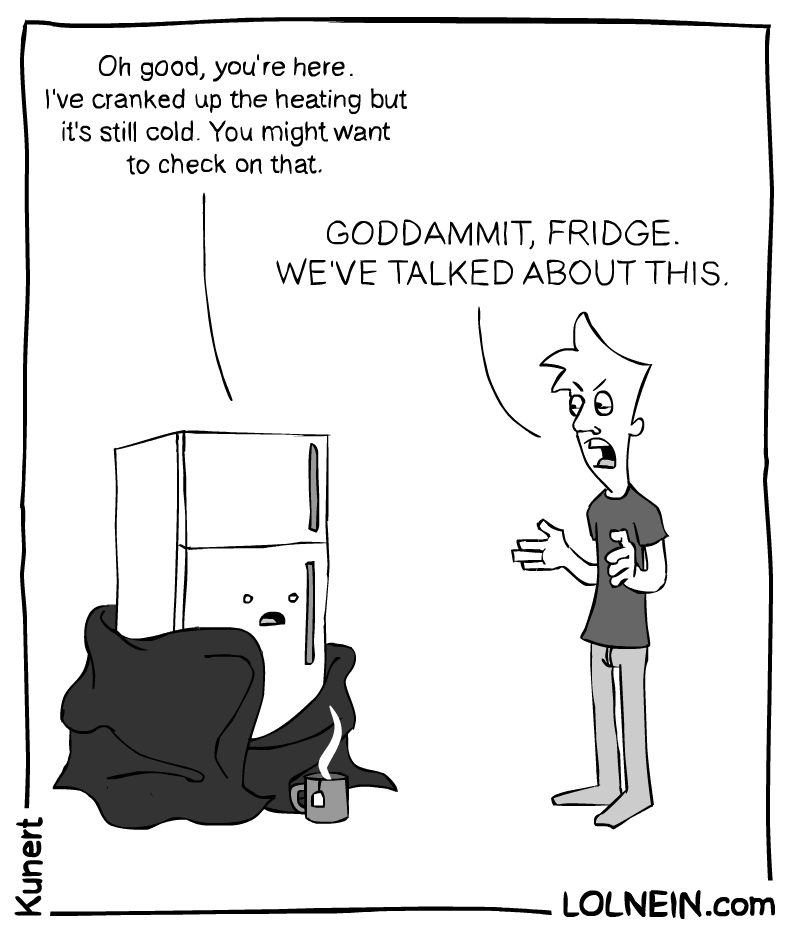 Oh good, you're here.
I've cranked up the heating but
it's still cold. You might want
to check on that.
GODDAMMIT, FRIDGE.
WE'VE TALKED ABOUT THIS.
Kunert
LOLNEIN.com